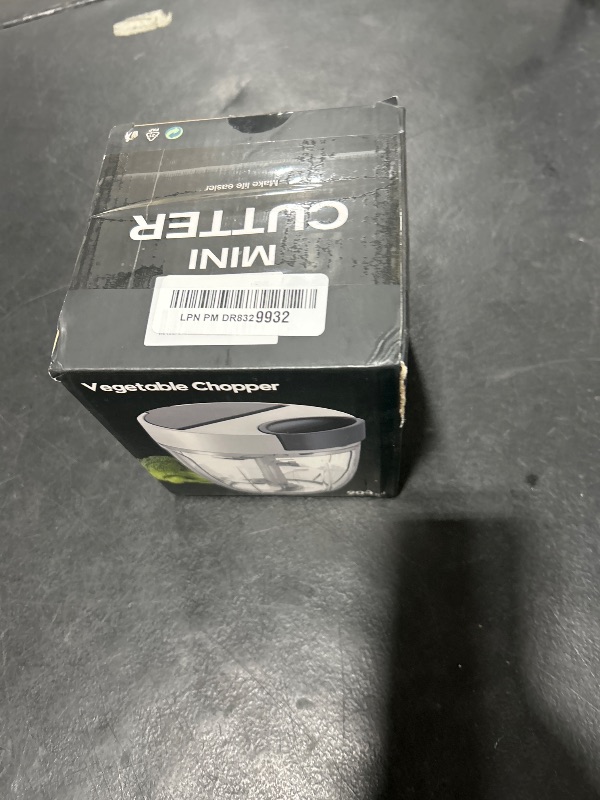 Make life easier
MINI
CUTTER
LPN PM DR8329932
Vegetable Chopper